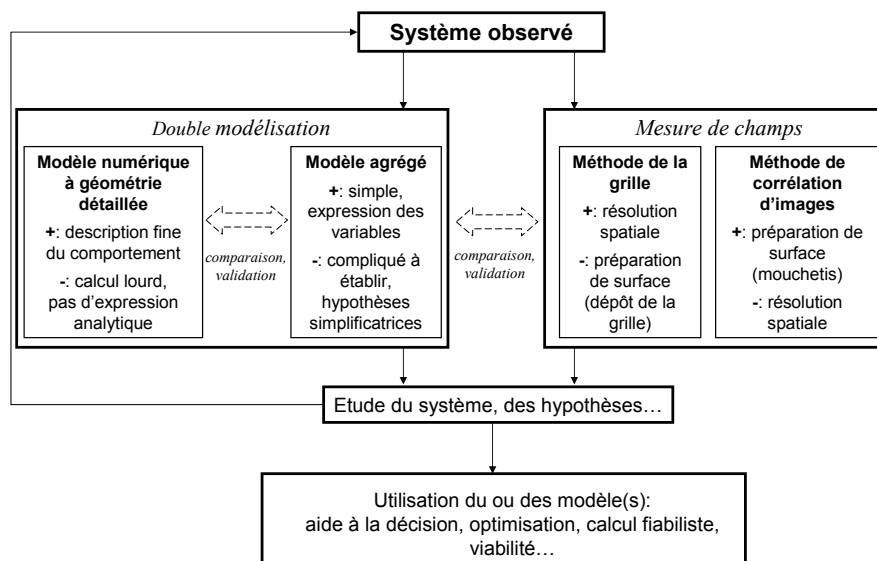 Système observé
Double modélisation
Modèle numérique
à géométrie
détaillée
+: description fine
du comportement
-: calcul lourd,
pas d'expression
analytique
comparaison,
validation
Modèle agrégé
+: simple,
expression des
variables
-: compliqué à
établir,
hypothèses
simplificatrices
comparaison,
validation
Mesure de champs
Méthode de la
grille
+: résolution
spatiale
-: préparation
de surface
(dépôt de la
grille)
Méthode de
corrélation
d'images
+: préparation de
surface
(mouchetis)
-: résolution
spatiale
Etude du système, des hypothèses…
Utilisation du ou des modèle(s):
aide à la décision, optimisation, calcul fiabiliste,
viabilité…